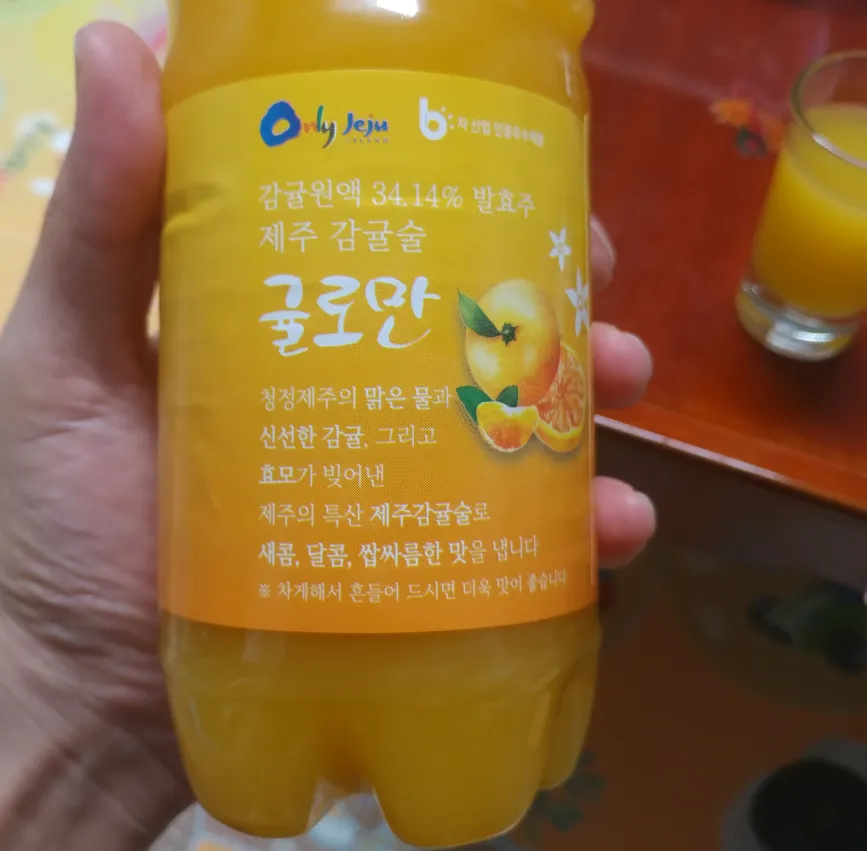 Only Jeju
ISLAND
감귤원액 34.14% 발효주
제주 감귤술
귤로만
청정제주의 맑은 물과
신선한 감귤, 그리고
효모가 빚어낸
제주의 특산 제주감귤술로
새콤, 달콤, 쌉싸름한 맛을 냅니다
※ 차게해서 흔들어 드시면 더욱 맛이 좋습니다